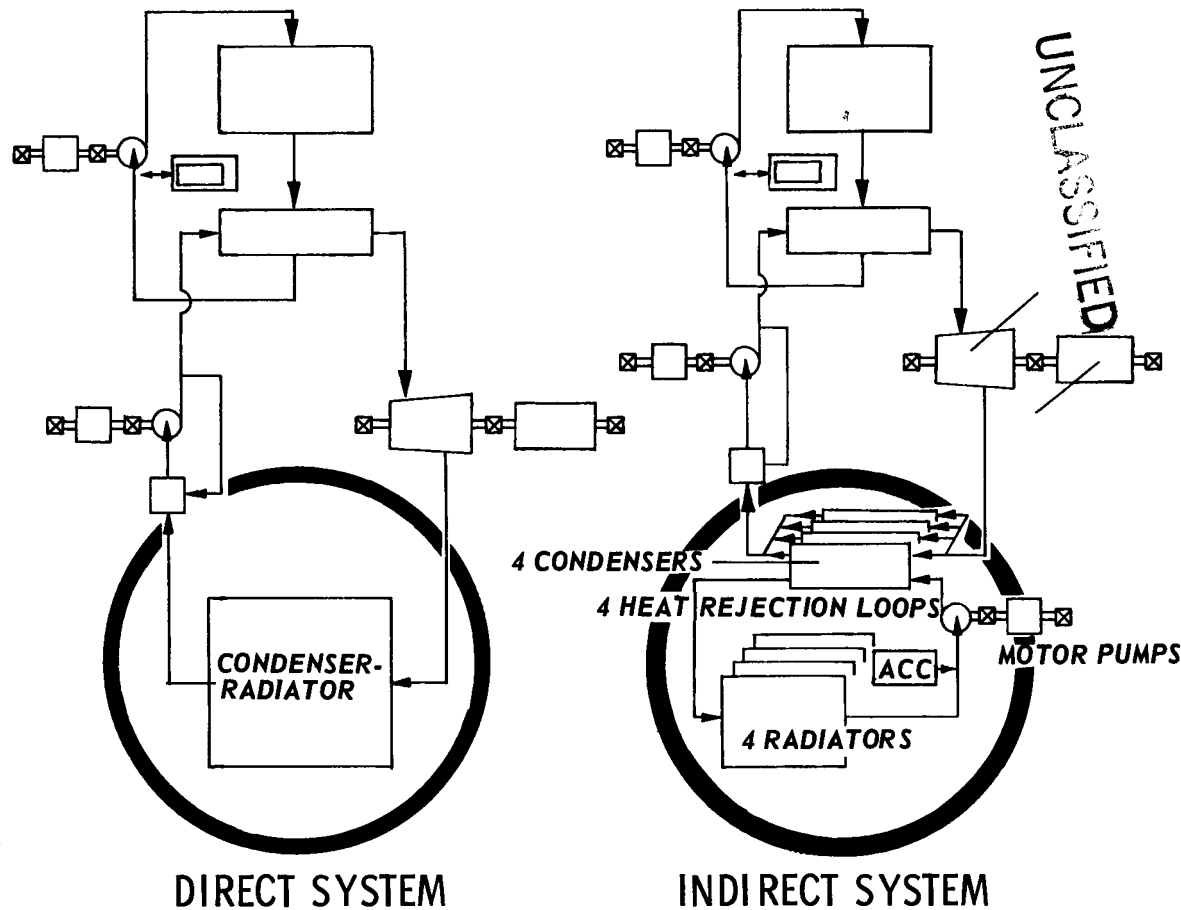 UNCLASSIFIED
4 CONDENSERS
4 HEAT REJECTION LOOPS
MOTOR PUMPS
CONDENSER-
RADIATOR
ACC
4 RADIATORS
DIRECT SYSTEM
INDIRECT SYSTEM